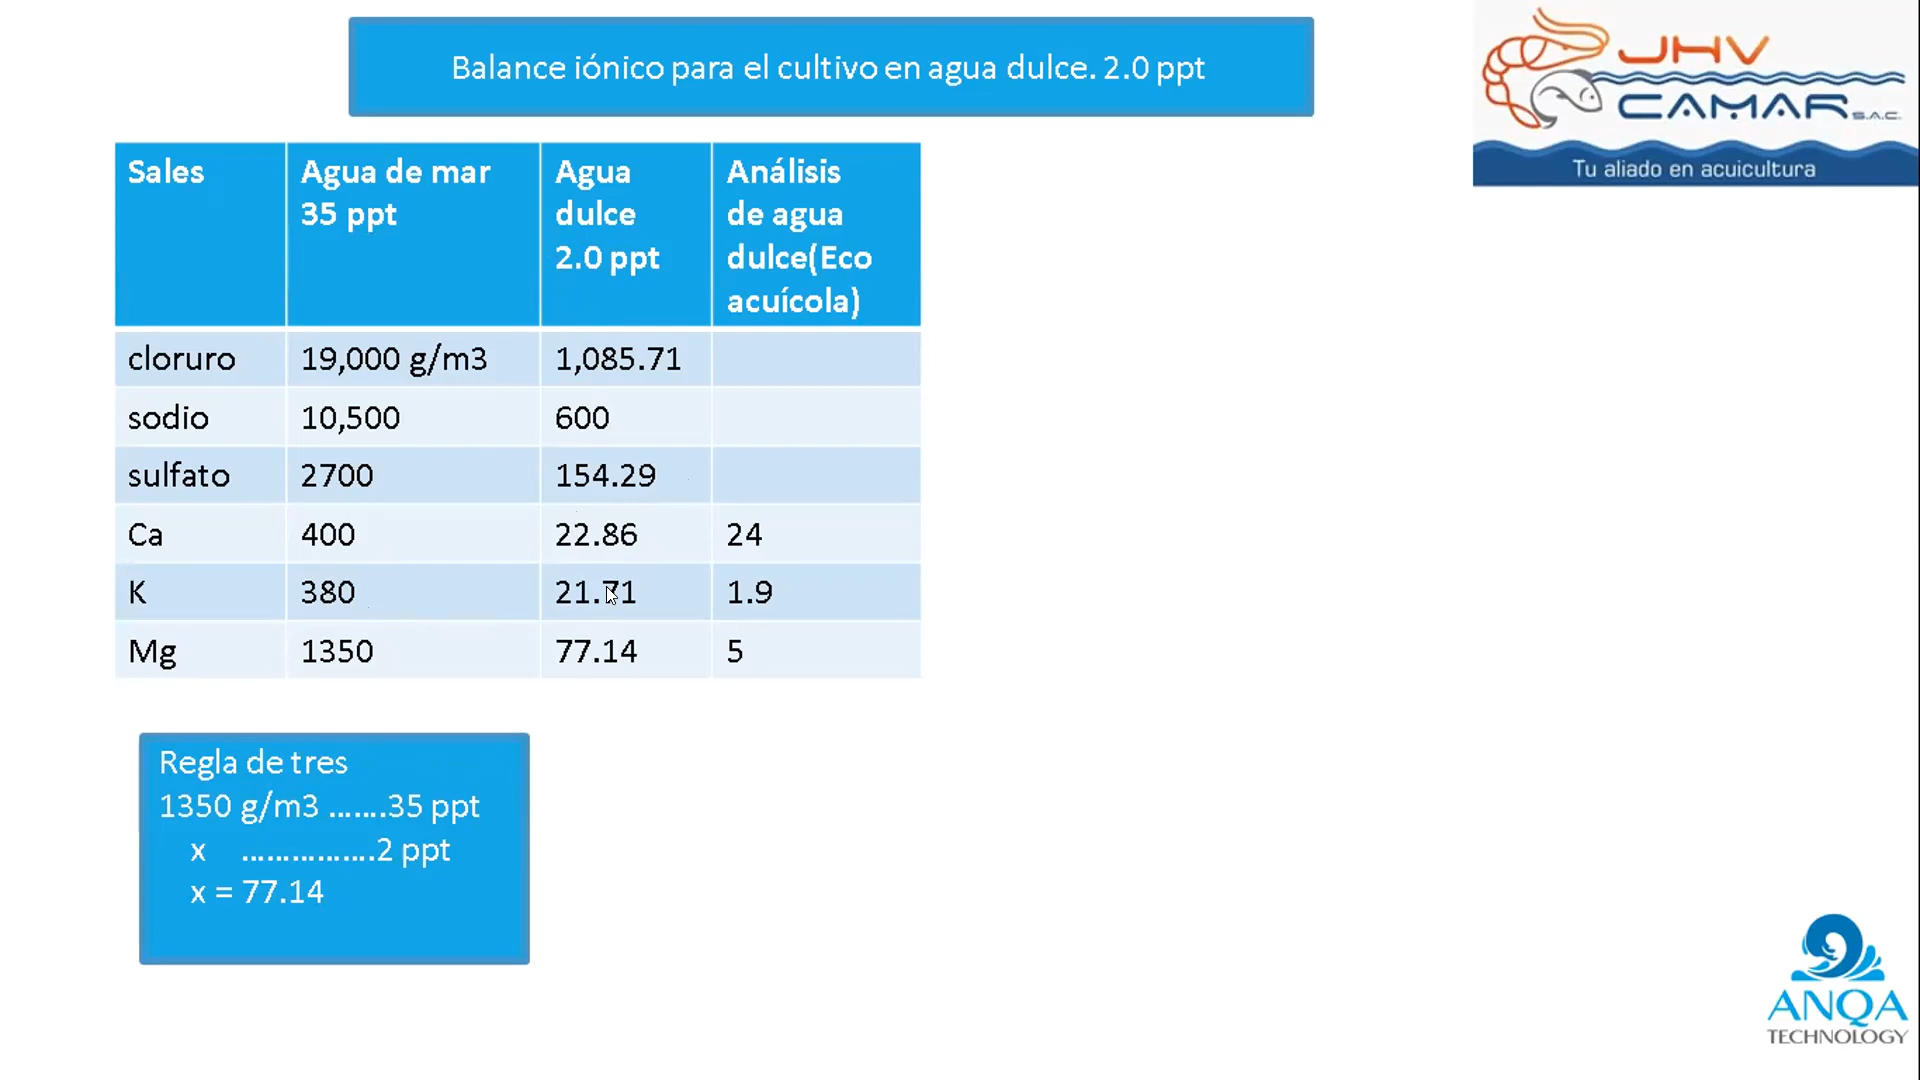 Balance iónico para el cultivo en agua dulce. 2.0 ppt
JHV
CAMAR S.A.C.
Tu aliado en acuicultura
Sales
Agua de mar
35 ppt
Agua
dulce
2.0 ppt
Análisis
de agua
dulce(Eco
acuícola)
cloruro 19,000 g/m3 1,085.71
sodio 10,500 600
sulfato 2700 154.29
Ca 400 22.86 24
K 380 21.71 1.9
Mg 1350 77.14 5
Regla de tres
1350 g/m3 .......35 ppt
x ................2 ppt
x = 77.14
ANQA
TECHNOLOGY